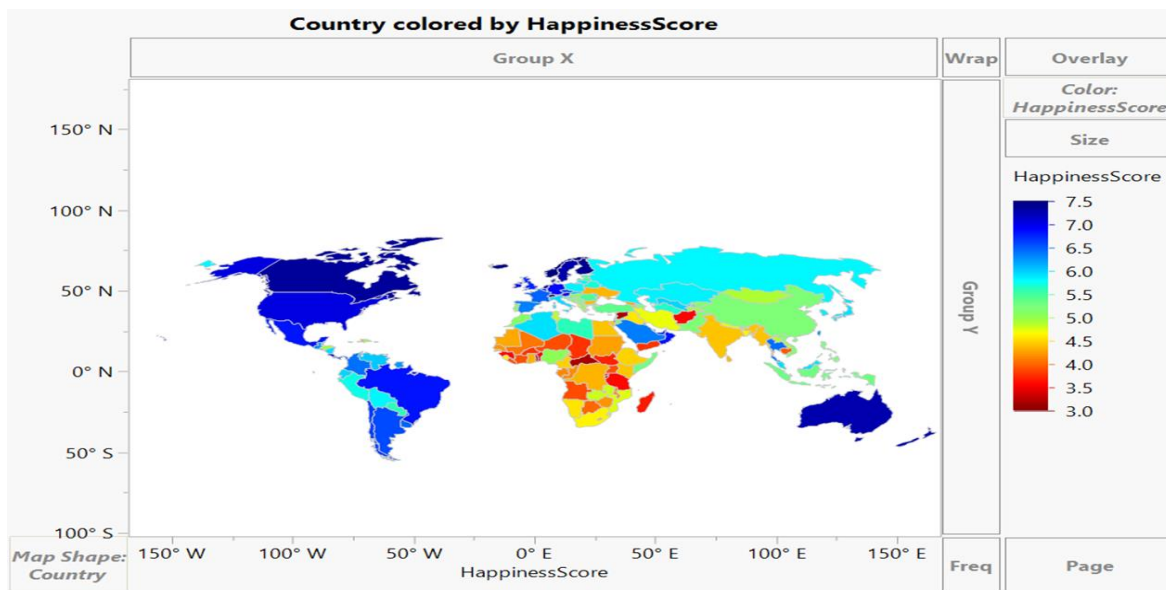 Country colored by HappinessScore
Group X
Wrap
Overlay
Color:
HappinessScore
Size
HappinessScore
7.5
7.0
6.5
6.0
5.5
5.0
4.5
4.0
3.5
3.0
Group Y
150° N
100° N
50° N
0° N
50° S
100° S
150° W
100° W
50° W
0° E
50° E
100° E
150° E
HappinessScore
Map Shape:
Country
Freq
Page